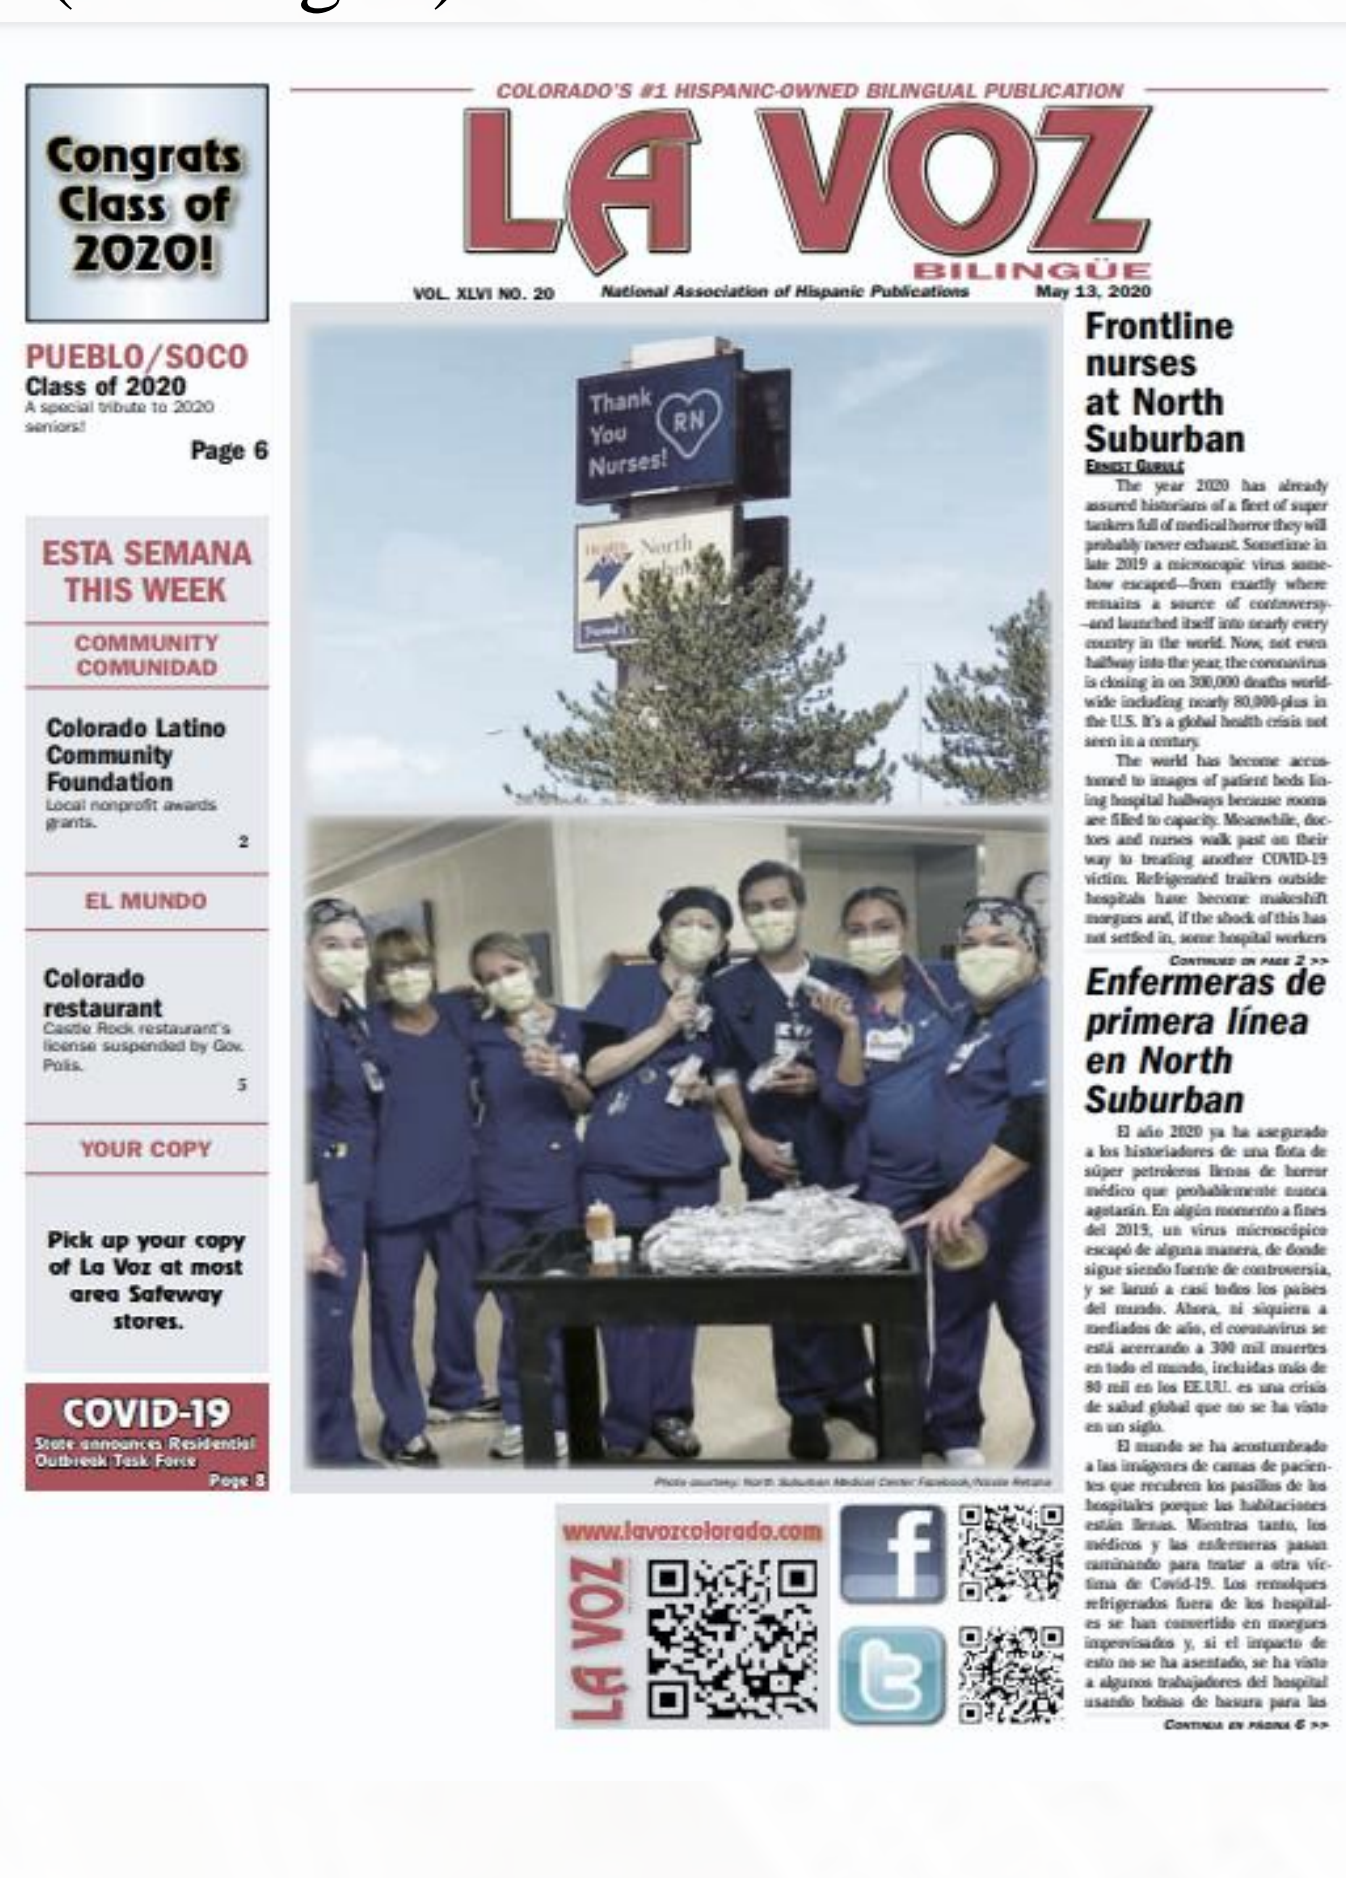 Congrats
Class of
2020!
PUEBLO/SOCO
Class of 2020
A special tribute to 2020
seniors!
Page 6
ESTA SEMANA
THIS WEEK
COMMUNITY
COMUNIDAD
Colorado Latino
Community
Foundation
Local nonprofit awards
grants.
2
EL MUNDO
Colorado
restaurant
Castle Rock restaurant's
license suspended by Gov.
Polis.
5
YOUR COPY
Pick up your copy
of La Voz at most
area Safeway
stores.
COVID-19
State announces Residential
Outbreak Task Force
Page 8
COLORADO'S #1 HISPANIC-OWNED BILINGUAL PUBLICATION
LA VOZ
BILINGÜE
VOL. XLVI NO. 20 National Association of Hispanic Publications May 13, 2020
Thank
You
Nurses!
RN
North
Photo courtesy: North Suburban Medical Center Facebook/Nicole Retana
www.lavozcolorado.com
LA VOZ
Frontline
nurses
at North
Suburban
ERNEST GURULÉ
The year 2020 has already
assured historians of a fleet of super
tankers full of medical horror they will
probably never exhaust. Sometime in
late 2019 a microscopic virus some-
how escaped—from exactly where
remains a source of controversy-
-and launched itself into nearly every
country in the world. Now, not even
halfway into the year, the coronavirus
is closing in on 300,000 deaths world-
wide including nearly 80,000-plus in
the U.S. It's a global health crisis not
seen in a century.
The world has become accus-
tomed to images of patient beds lin-
ing hospital hallways because rooms
are filled to capacity. Meanwhile, doc-
tors and nurses walk past on their
way to treating another COVID-19
victim. Refrigerated trailers outside
hospitals have become makeshift
morgues and, if the shock of this has
not settled in, some hospital workers
CONTINUED ON PAGE 2 >>
Enfermeras de
primera línea
en North
Suburban
El año 2020 ya ha asegurado
a los historiadores de una flota de
súper petroleros llenos de horror
médico que probablemente nunca
agotarán. En algún momento a fines
del 2019, un virus microscópico
escapó de alguna manera, de donde
sigue siendo fuente de controversia,
y se lanzó a casi todos los países
del mundo. Ahora, ni siquiera a
mediados de año, el coronavirus se
está acercando a 300 mil muertes
en todo el mundo, incluidas más de
80 mil en los EE.UU. es una crisis
de salud global que no se ha visto
en un siglo.
El mundo se ha acostumbrado
a las imágenes de camas de pacien-
tes que recubren los pasillos de los
hospitales porque las habitaciones
están llenas. Mientras tanto, los
médicos y las enfermeras pasan
caminando para tratar a otra víc-
tima de Covid-19. Los remolques
refrigerados fuera de los hospital-
es se han convertido en morgues
improvisados y, si el impacto de
esto no se ha asentado, se ha visto
a algunos trabajadores del hospital
usando bolsas de basura para las
CONTINUA EN PÁGINA 6 >>